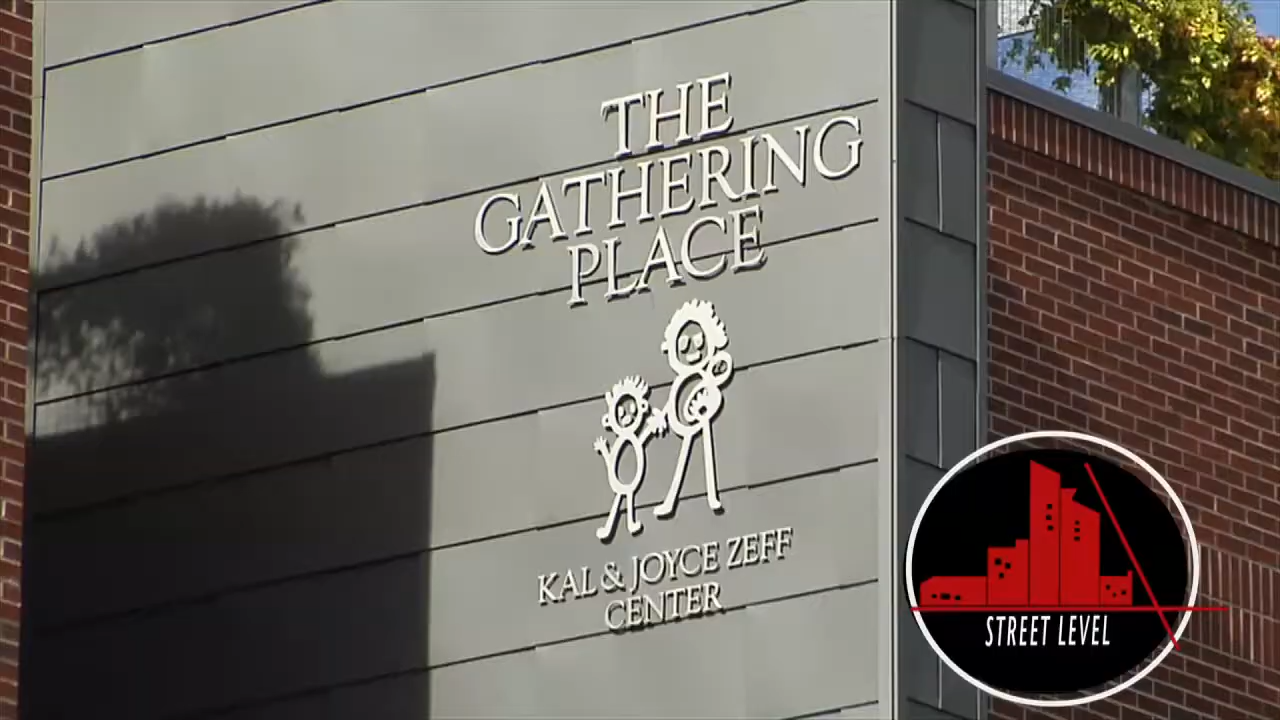 THE
GATHERING
PLACE
KAL & JOYCE ZEFF
CENTER
STREET LEVEL